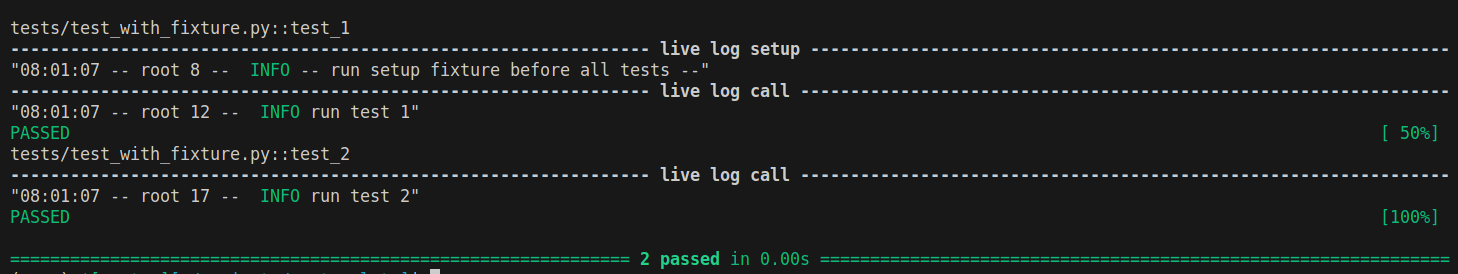 tests/test_with_fixture.py::test_1
---------------------------------------------------------------- live log setup ----------------------------------------------------------------
"08:01:07 -- root 8 --  INFO -- run setup fixture before all tests --"
---------------------------------------------------------------- live log call -----------------------------------------------------------------
"08:01:07 -- root 12 --  INFO run test 1"
PASSED [ 50%]
tests/test_with_fixture.py::test_2
---------------------------------------------------------------- live log call -----------------------------------------------------------------
"08:01:07 -- root 17 --  INFO run test 2"
PASSED [100%]
============================================================== 2 passed in 0.00s ===============================================================